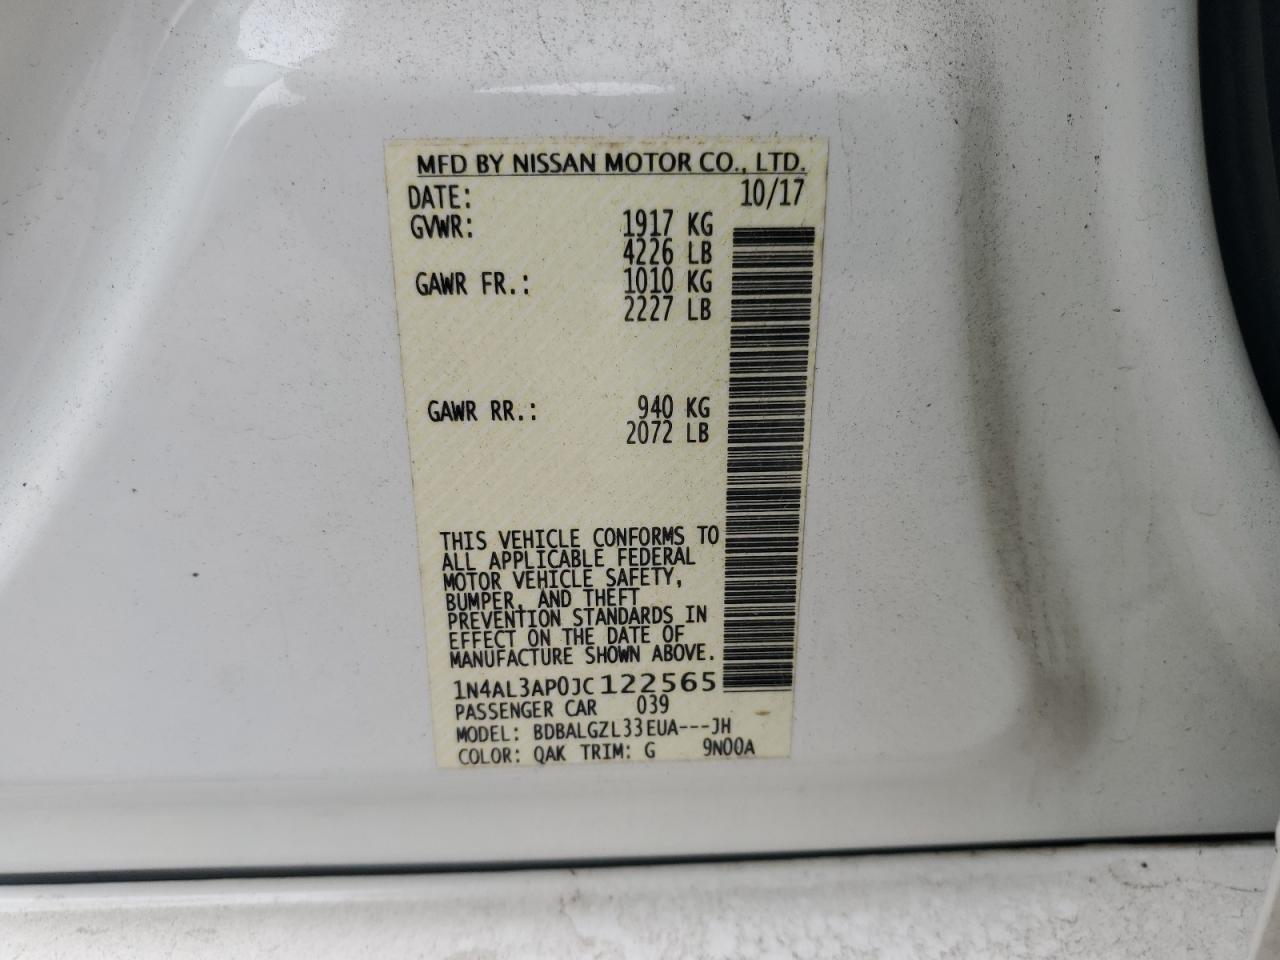 MFD BY NISSAN MOTOR CO., LTD.
DATE: 10/17
GVWR: 1917 KG
4226 LB
GAWR FR.: 1010 KG
2227 LB
GAWR RR.: 940 KG
2072 LB
THIS VEHICLE CONFORMS TO
ALL APPLICABLE FEDERAL
MOTOR VEHICLE SAFETY,
BUMPER, AND THEFT
PREVENTION STANDARDS IN
EFFECT ON THE DATE OF
MANUFACTURE SHOWN ABOVE.
1N4AL3AP0JC122565
PASSENGER CAR 039
MODEL: BDBALGZL33EUA---JH
COLOR: QAK TRIM: G 9N00A